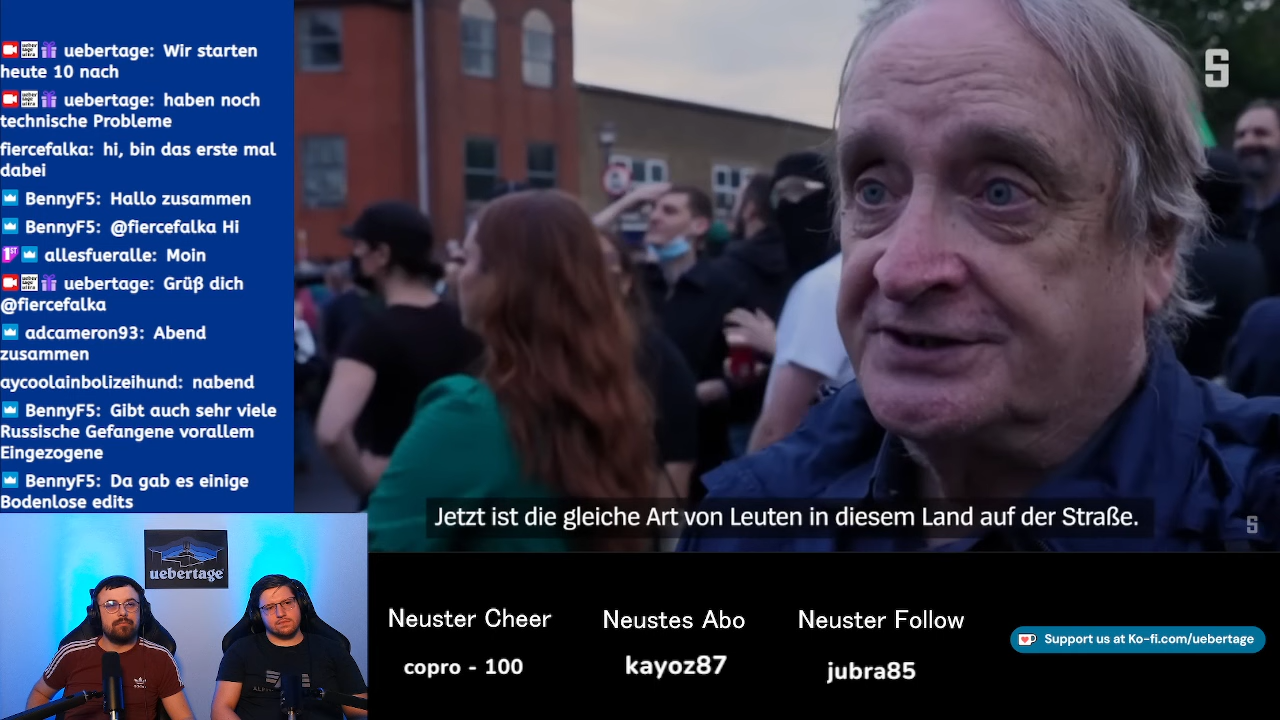 uebertage: Wir starten
heute 10 nach
uebertage: haben noch
technische Probleme
fiercefalka: hi, bin das erste mal
dabei
BennyF5: Hallo zusammen
BennyF5: @fiercefalka Hi
1ST allesfueralle: Moin
uebertage: Grüß dich
@fiercefalka
adcameron93: Abend
zusammen
aycoolainbolizeihund: nabend
BennyF5: Gibt auch sehr viele
Russische Gefangene vorallem
Eingezogene
BennyF5: Da gab es einige
Bodenlose edits
S
Jetzt ist die gleiche Art von Leuten in diesem Land auf der Straße.
S
uebertage
Neuster Cheer
copro - 100
Neustes Abo
kayoz87
Neuster Follow
jubra85
Support us at Ko-fi.com/uebertage